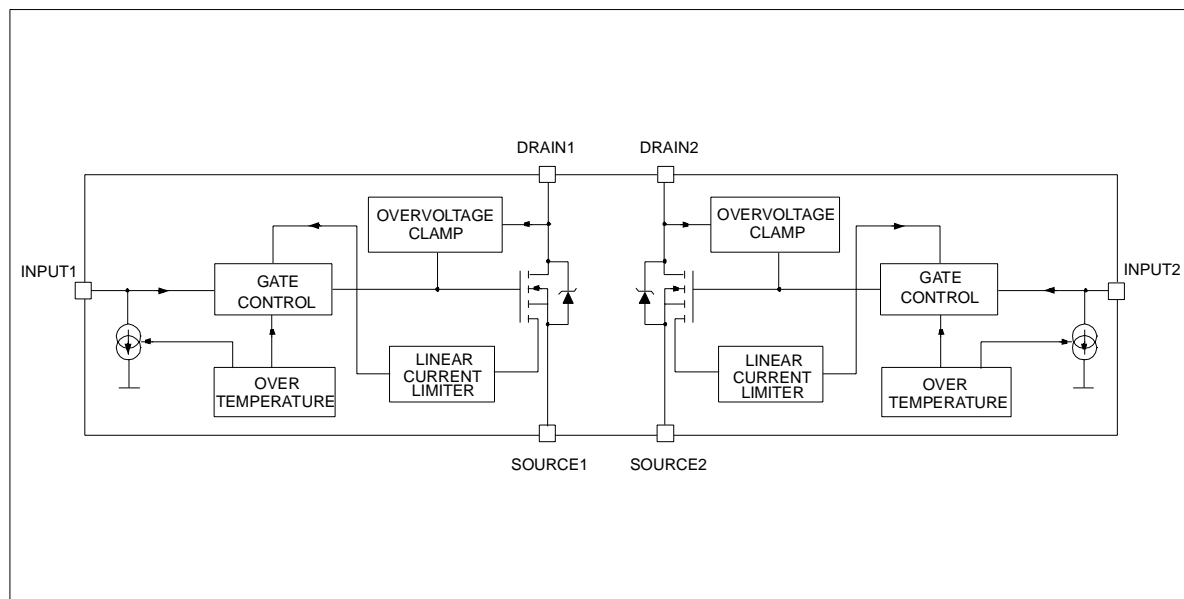 DRAIN1
DRAIN2
OVERVOLTAGE
CLAMP
OVERVOLTAGE
CLAMP
INPUT1
GATE
CONTROL
GATE
CONTROL
INPUT2
LINEAR
CURRENT
LIMITER
LINEAR
CURRENT
LIMITER
OVER
TEMPERATURE
OVER
TEMPERATURE
SOURCE1
SOURCE2